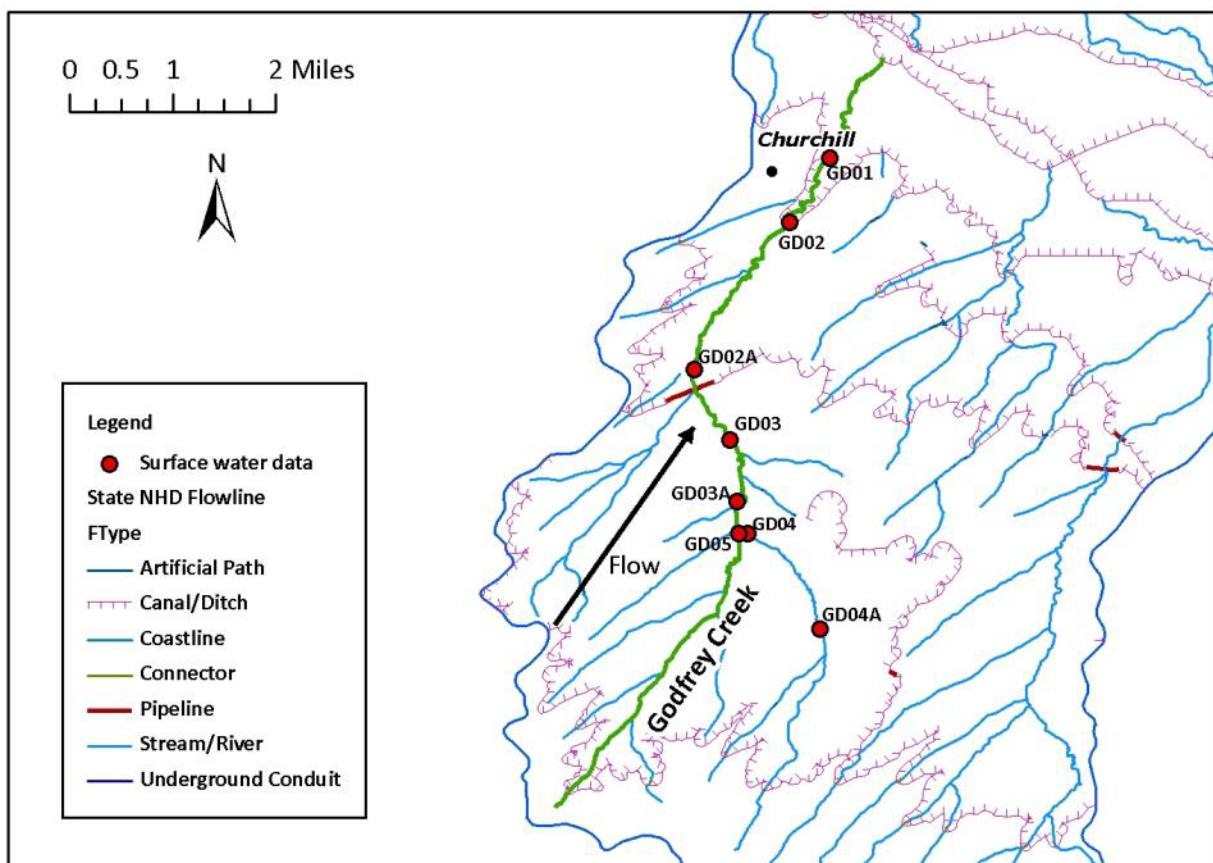 0 0.5 1 2 Miles
N
Churchill
GD01
GD02
GD02A
GD03
GD03A
GD04
GD05
Flow
GD04A
Godfrey Creek
Legend
Surface water data
State NHD Flowline
FType
Artificial Path
Canal/Ditch
Coastline
Connector
Pipeline
Stream/River
Underground Conduit